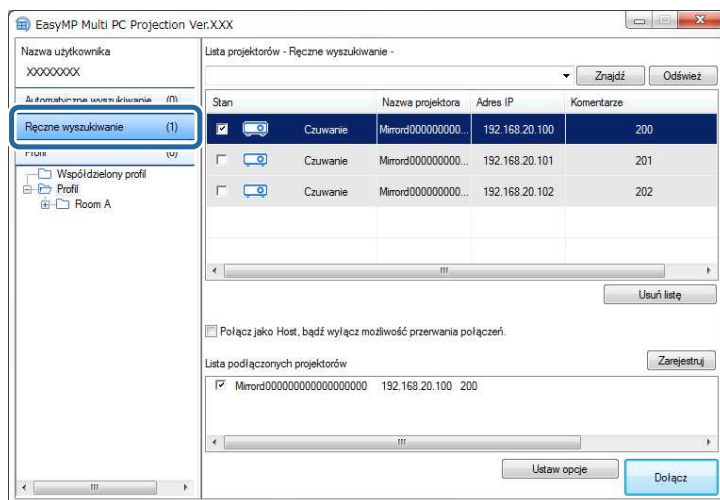 EasyMP Multi PC Projection Ver.XXX
Nazwa użytkownika
XXXXXXXX
Automatyczne wyszukiwanie (0)
Ręczne wyszukiwanie (1)
Profil (0)
Współdzielony profil
Profil
Room A
Lista projektorów - Ręczne wyszukiwanie -
Znajdź Odśwież
Stan Nazwa projektora Adres IP Komentarze
Czuwanie Mirrord000000000... 192.168.20.100 200
Czuwanie Mirrord000000000... 192.168.20.101 201
Czuwanie Mirrord000000000... 192.168.20.102 202
Usuń listę
Połącz jako Host, bądź wyłącz możliwość przerwania połączeń.
Lista podłączonych projektorów Zarejestruj
Mirrord000000000000000000 192.168.20.100 200
Ustaw opcje Dołącz